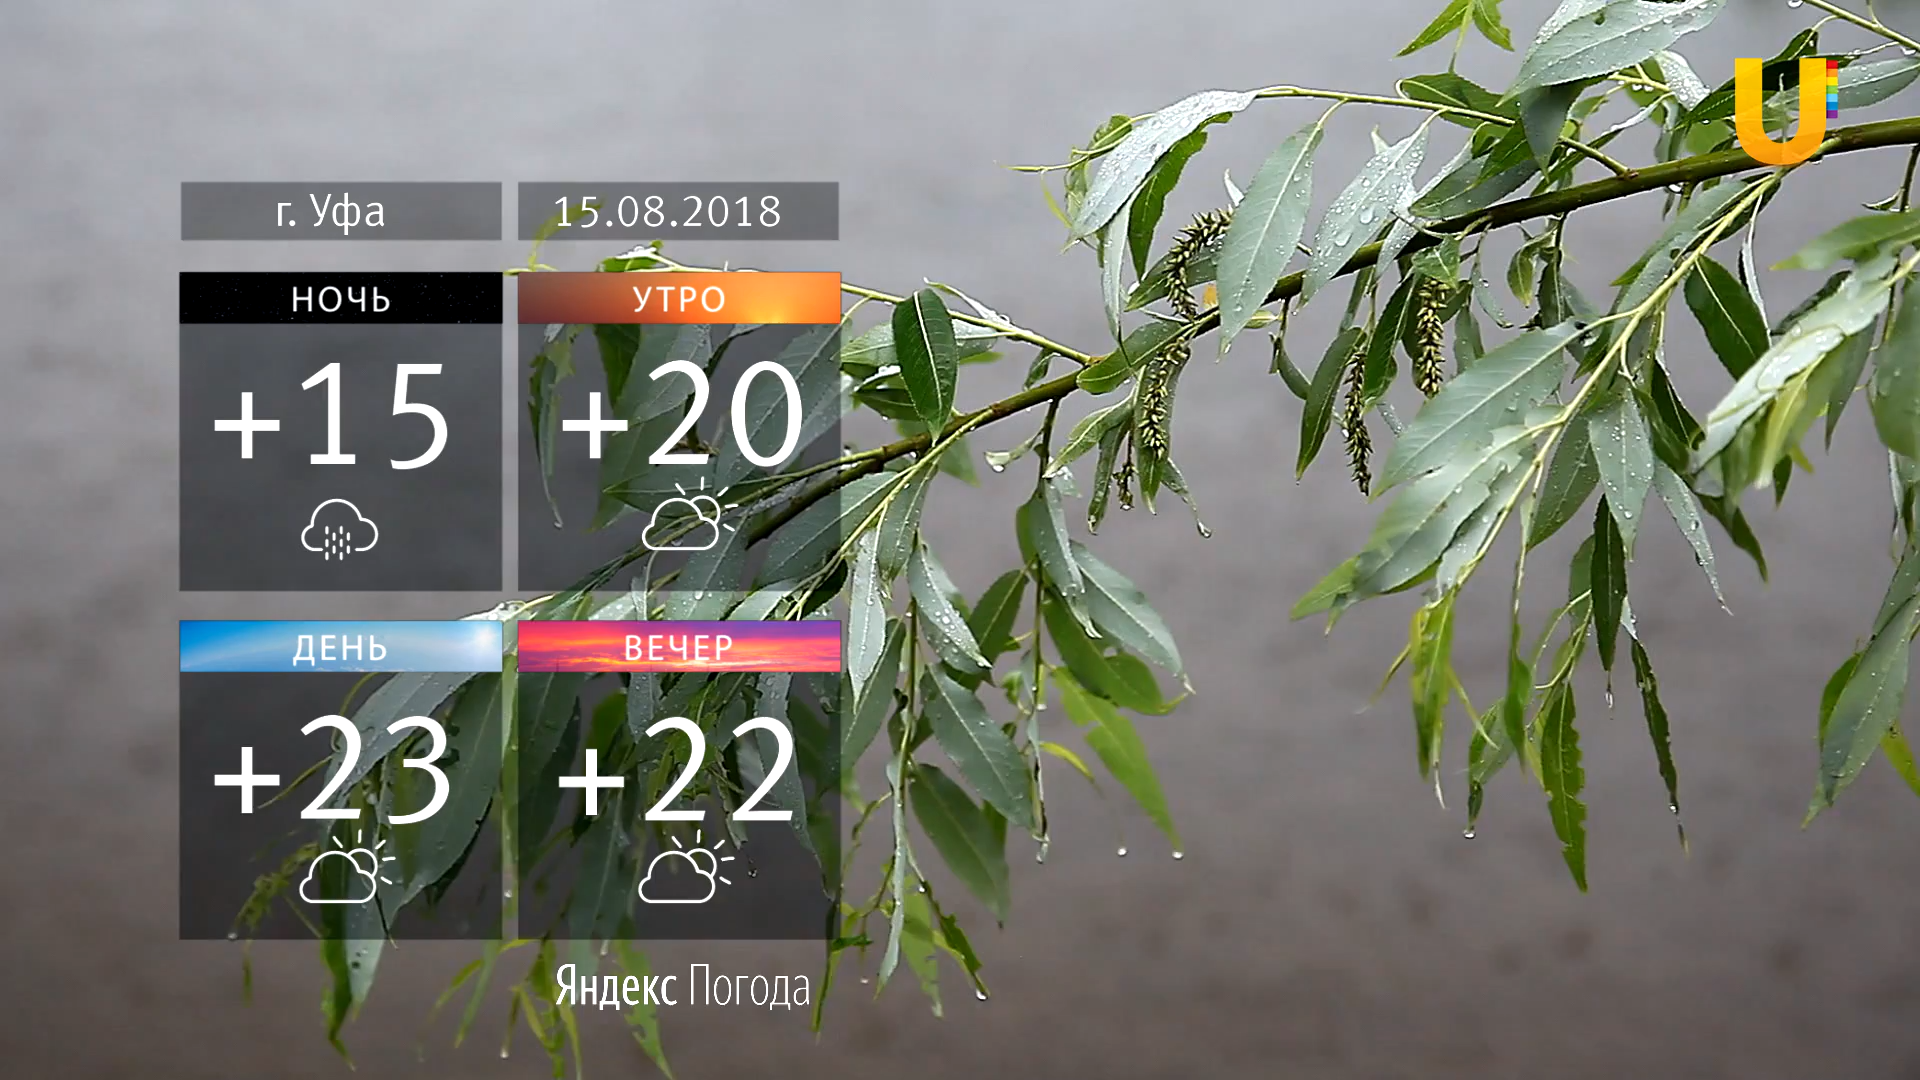 U
г. Уфа
15.08.2018
НОЧЬ
+15
УТРО
+20
ДЕНЬ
+23
ВЕЧЕР
+22
Яндекс Погода